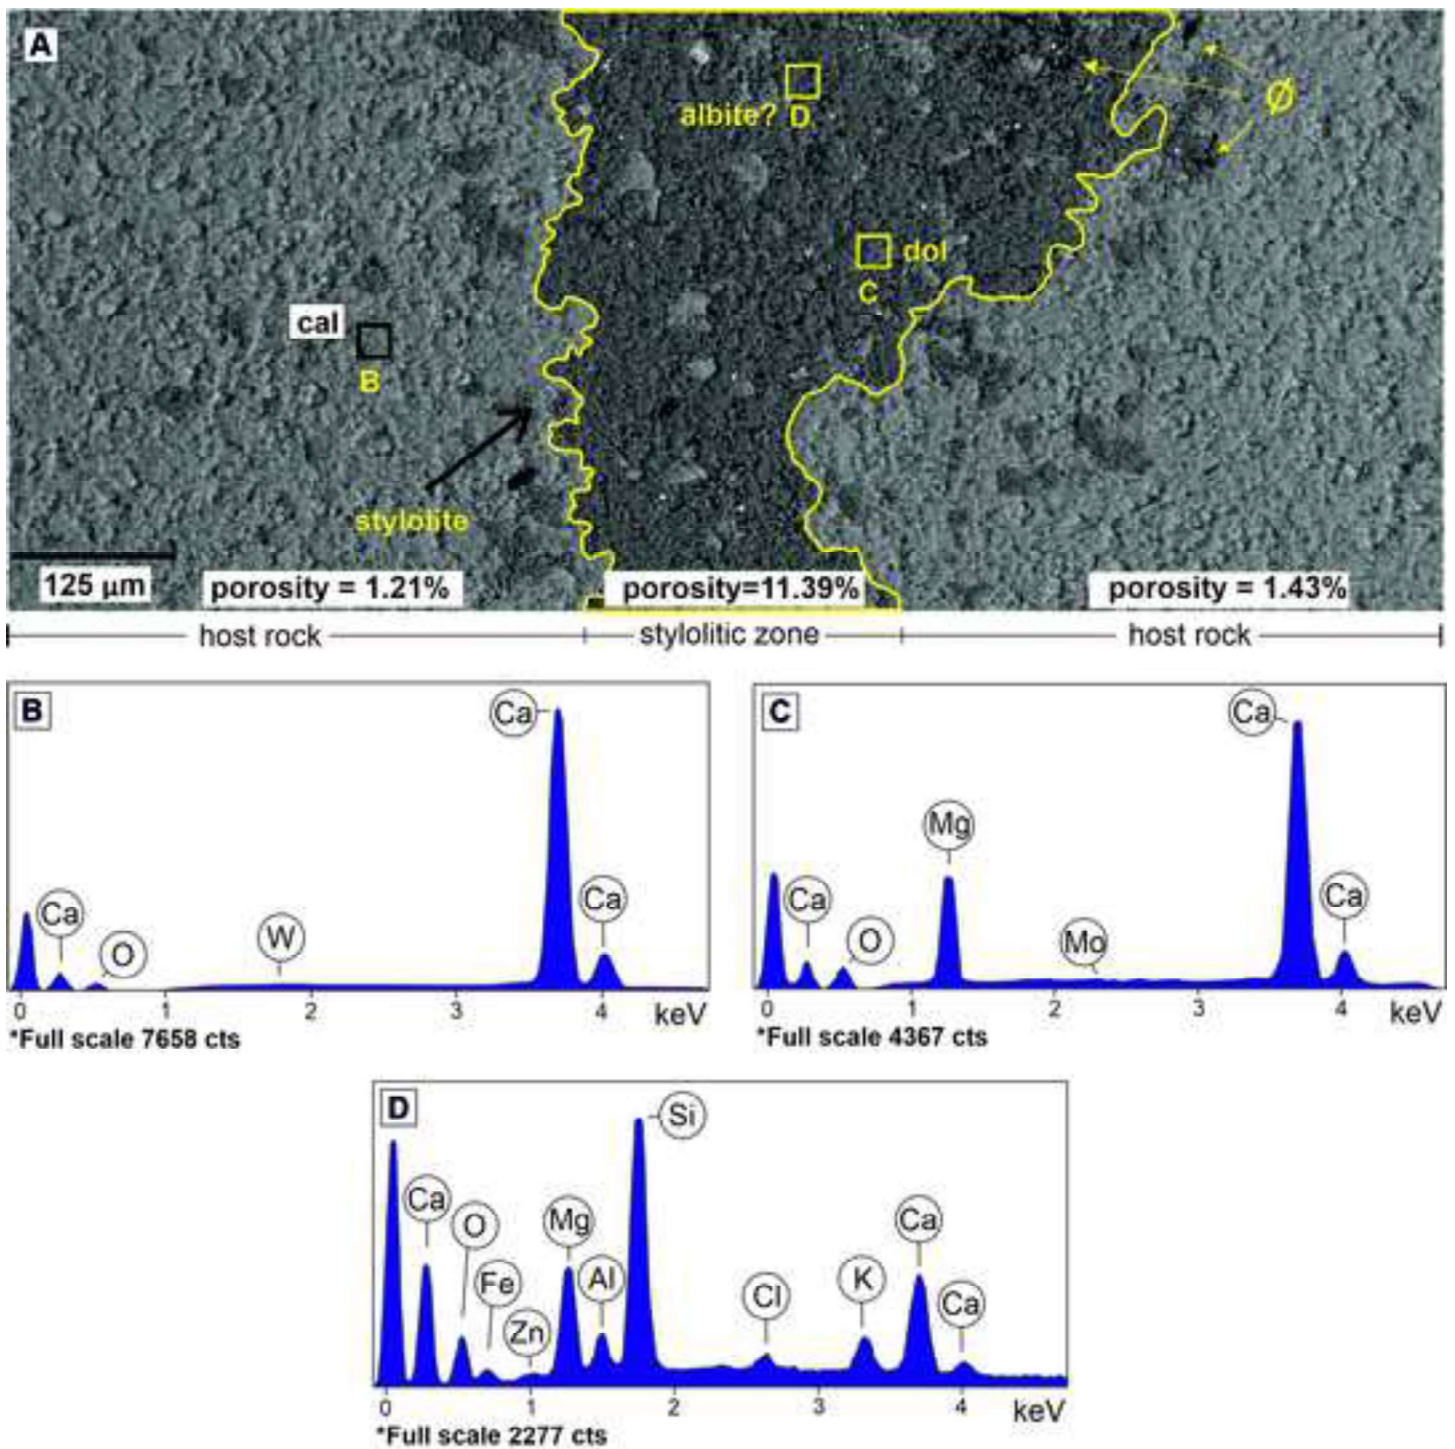 A
albite? D
Ø
dol
C
cal
B
stylolite
125 µm
porosity = 1.21%
porosity=11.39%
porosity = 1.43%
host rock
stylolitic zone
host rock
B
Ca
Ca
O
W
Ca
0 1 2 3 4 keV
*Full scale 7658 cts
C
Ca
Mg
Ca
O
Mo
Ca
0 1 2 3 4 keV
*Full scale 4367 cts
D
Si
Ca
O
Fe
Zn
Mg
Al
Cl
K
Ca
Ca
0 1 2 3 4 keV
*Full scale 2277 cts